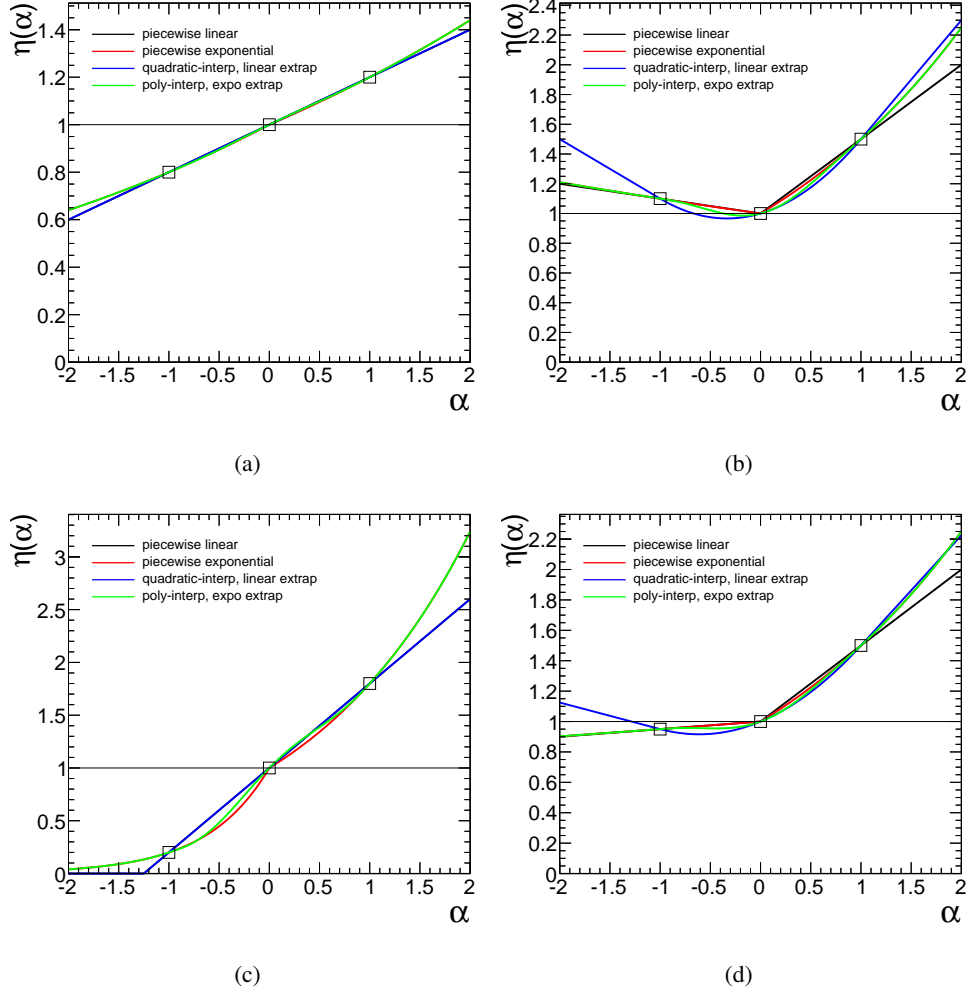 η(α)
1.4
1.2
1
0.8
0.6
0.4
0.2
0
-2 -1.5 -1 -0.5 0 0.5 1 1.5 2
α
piecewise linear
piecewise exponential
quadratic-interp, linear extrap
poly-interp, expo extrap
(a)
η(α)
2.4
2.2
2
1.8
1.6
1.4
1.2
1
0.8
0.6
0.4
0.2
0
-2 -1.5 -1 -0.5 0 0.5 1 1.5 2
α
piecewise linear
piecewise exponential
quadratic-interp, linear extrap
poly-interp, expo extrap
(b)
η(α)
3
2.5
2
1.5
1
0.5
0
-2 -1.5 -1 -0.5 0 0.5 1 1.5 2
α
piecewise linear
piecewise exponential
quadratic-interp, linear extrap
poly-interp, expo extrap
(c)
η(α)
2.2
2
1.8
1.6
1.4
1.2
1
0.8
0.6
0.4
0.2
0
-2 -1.5 -1 -0.5 0 0.5 1 1.5 2
α
piecewise linear
piecewise exponential
quadratic-interp, linear extrap
poly-interp, expo extrap
(d)